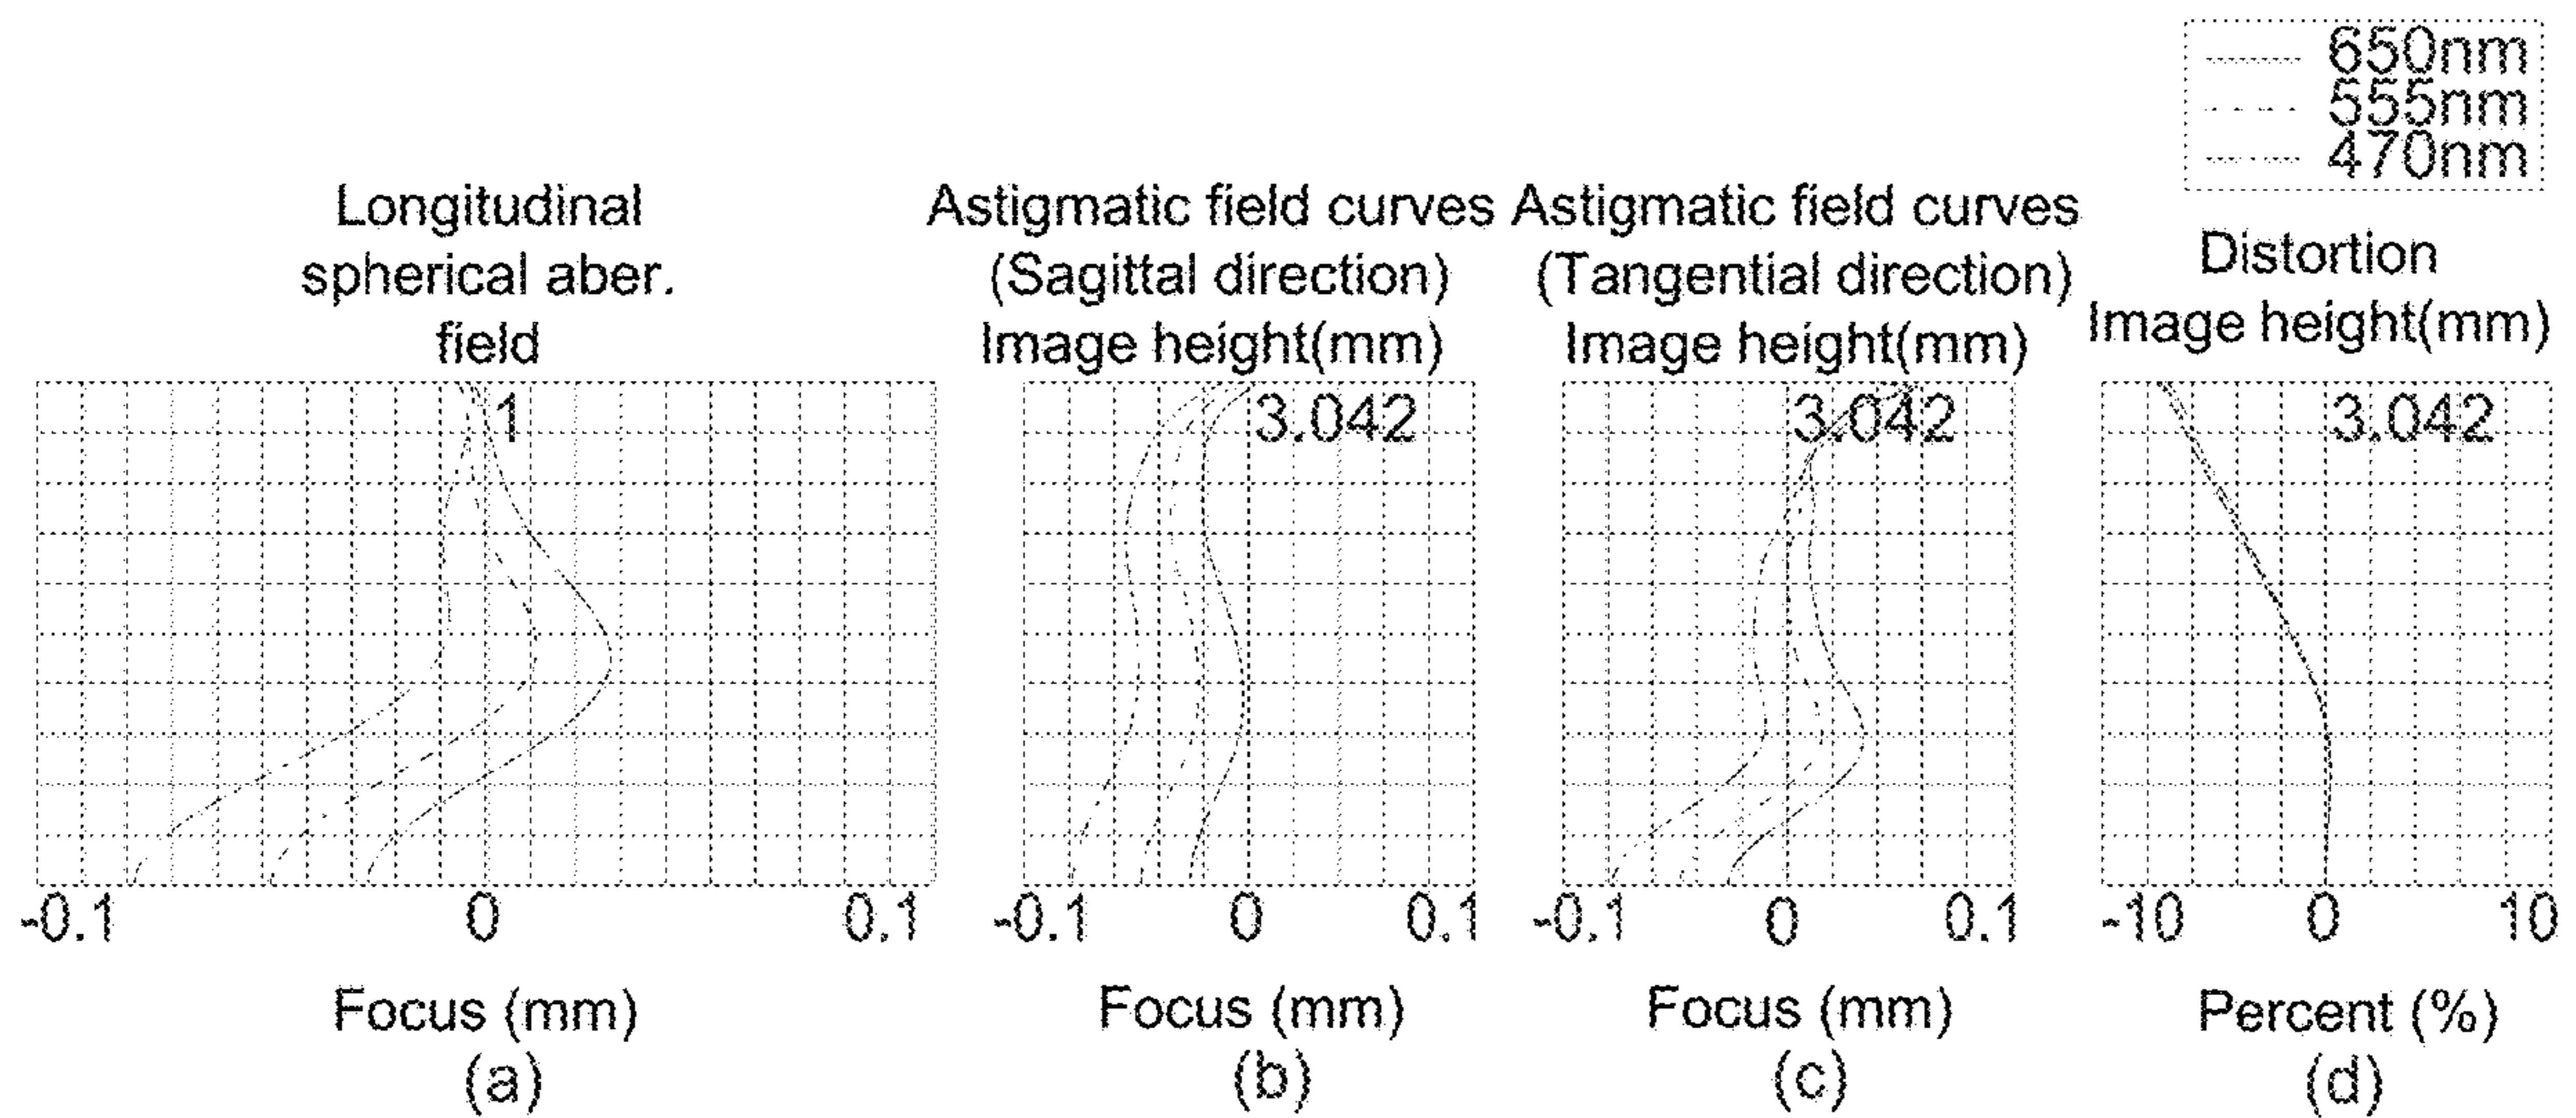 650nm
555nm
470nm
Longitudinal
spherical aber.
field
Astigmatic field curves
(Sagittal direction)
Image height(mm)
Astigmatic field curves
(Tangential direction)
Image height(mm)
Distortion
Image height(mm)
1
3.042
3.042
3.042
-0.1 0 0.1
-0.1 0 0.1
-0.1 0 0.1
-10 0 10
Focus (mm)
Focus (mm)
Focus (mm)
Percent (%)
(a)
(b)
(c)
(d)